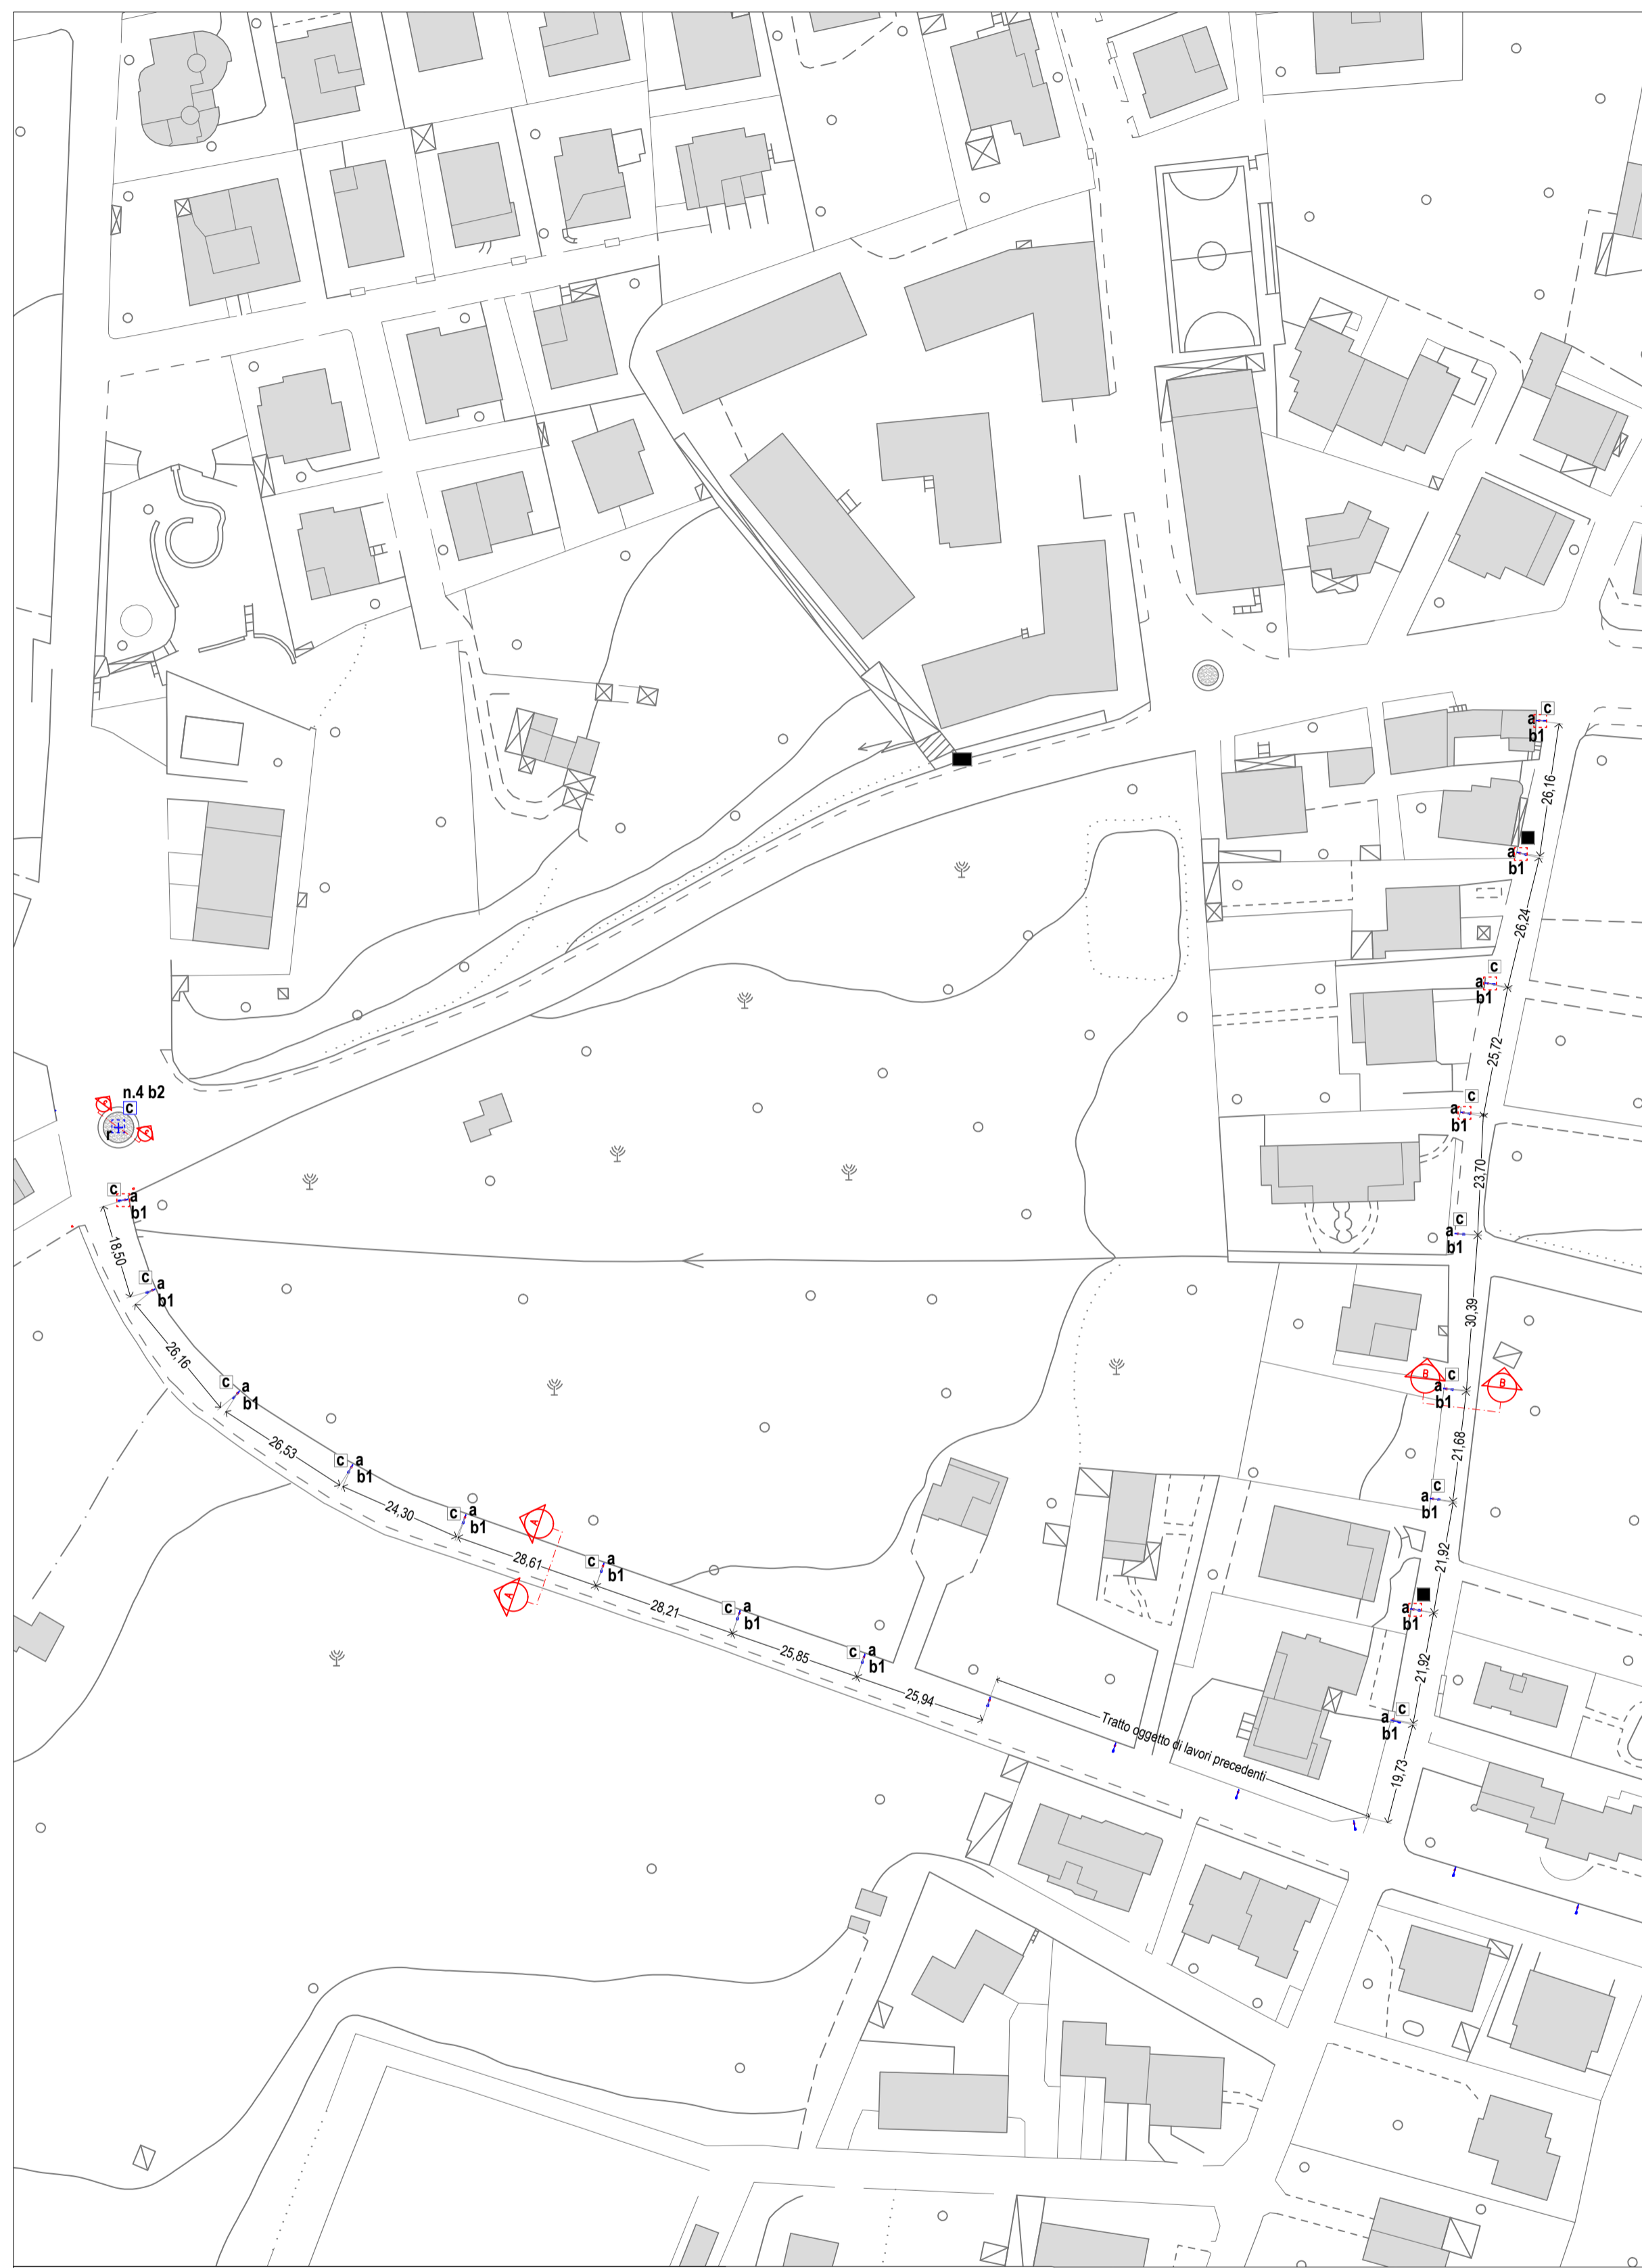 c
a
b1
26,16
a
b1
26,24
c
a
b1
25,72
c
a
b1
23,70
n.4 b2
c
r
c
a
b1
18,50
c
a
b1
30,39
c
a
b1
26,16
B
B
c
a
b1
21,68
c
a
b1
26,53
c
a
b1
24,30
c
a
b1
21,92
c
a
b1
28,61
A
A
c
a
b1
28,21
a
b1
21,92
c
a
b1
25,85
c
a
b1
25,94
Tratto oggetto di lavori precedenti
c
a
b1
19,73